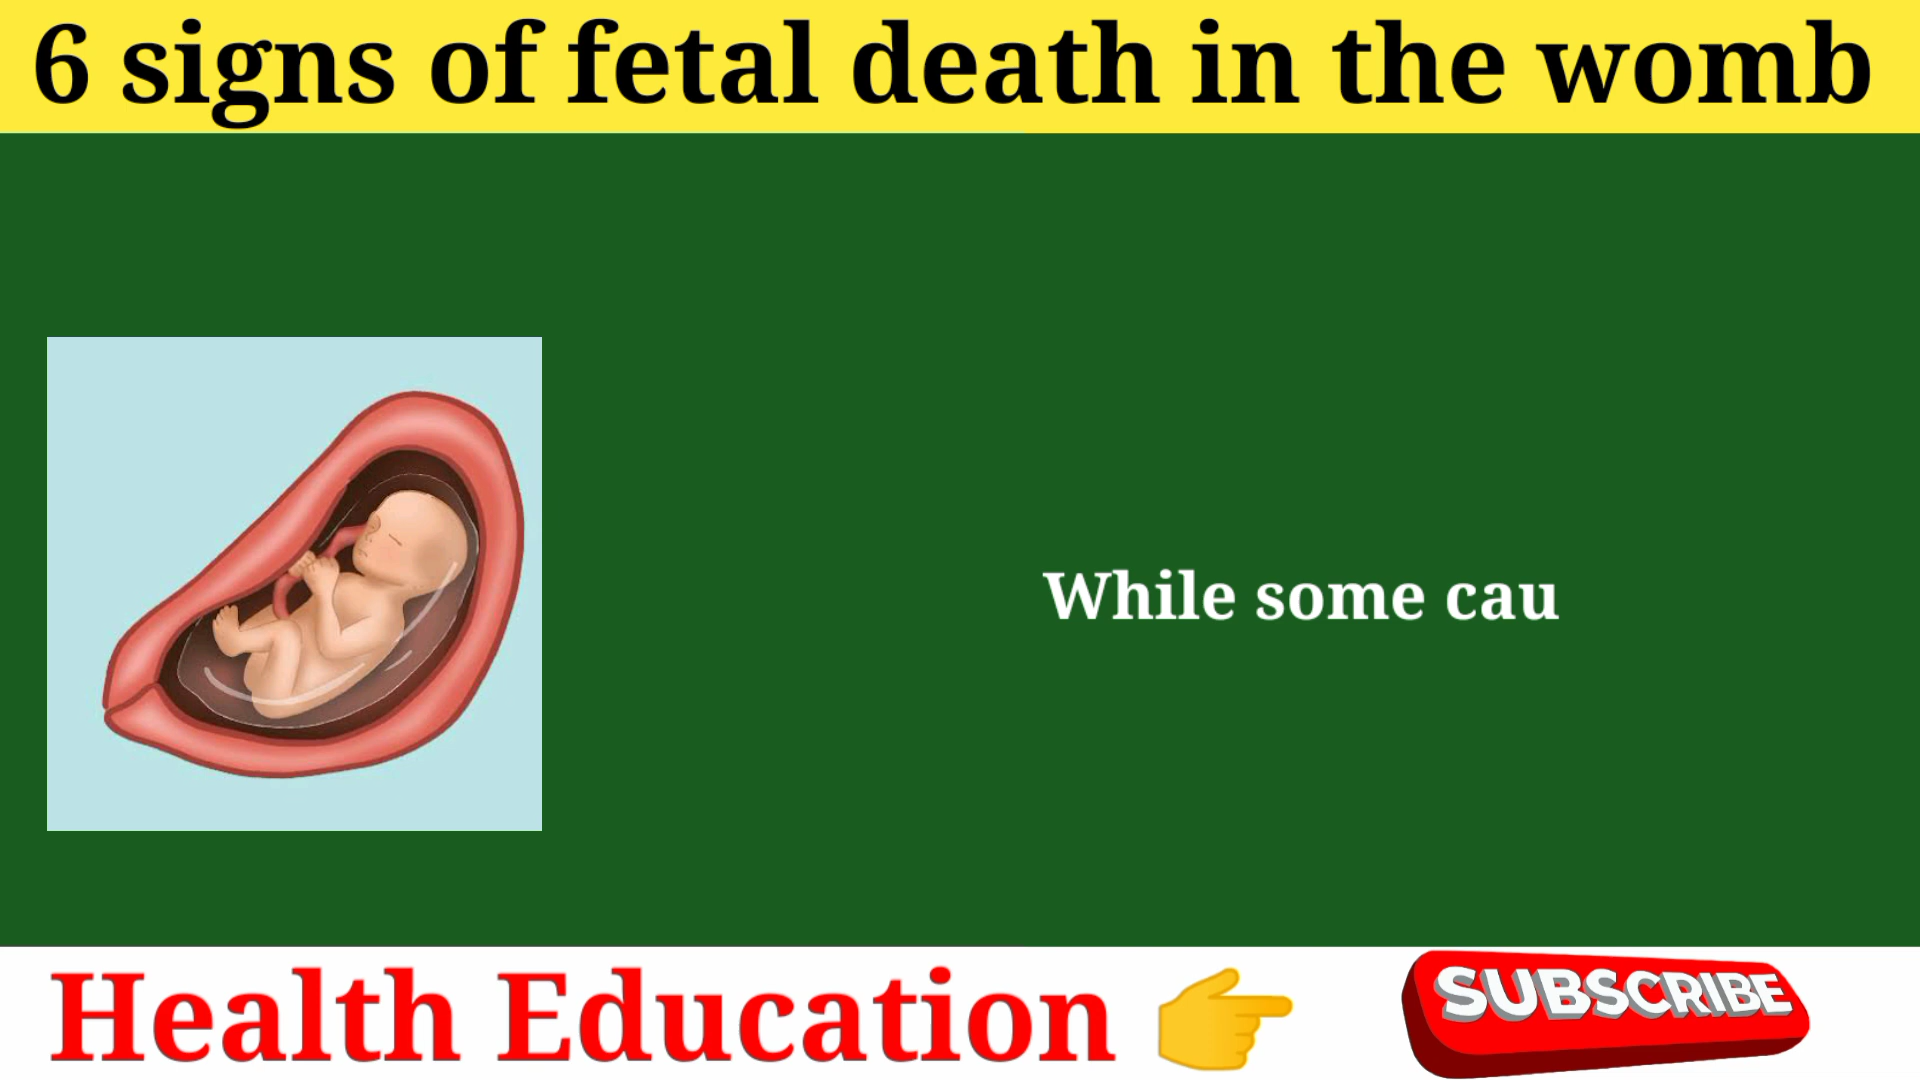 6 signs of fetal death in the womb
While some cau
Health Education 👉
SUBSCRIBE